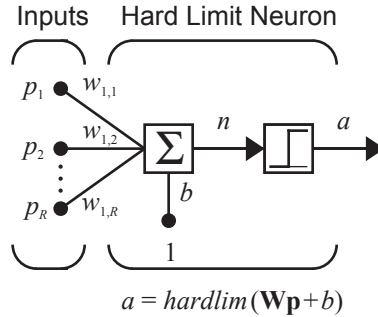 Inputs Hard Limit Neuron
p1 w1,1
p2 w1,2 Σ n a
pR w1,R b
1
a = hardlim(Wp+b)